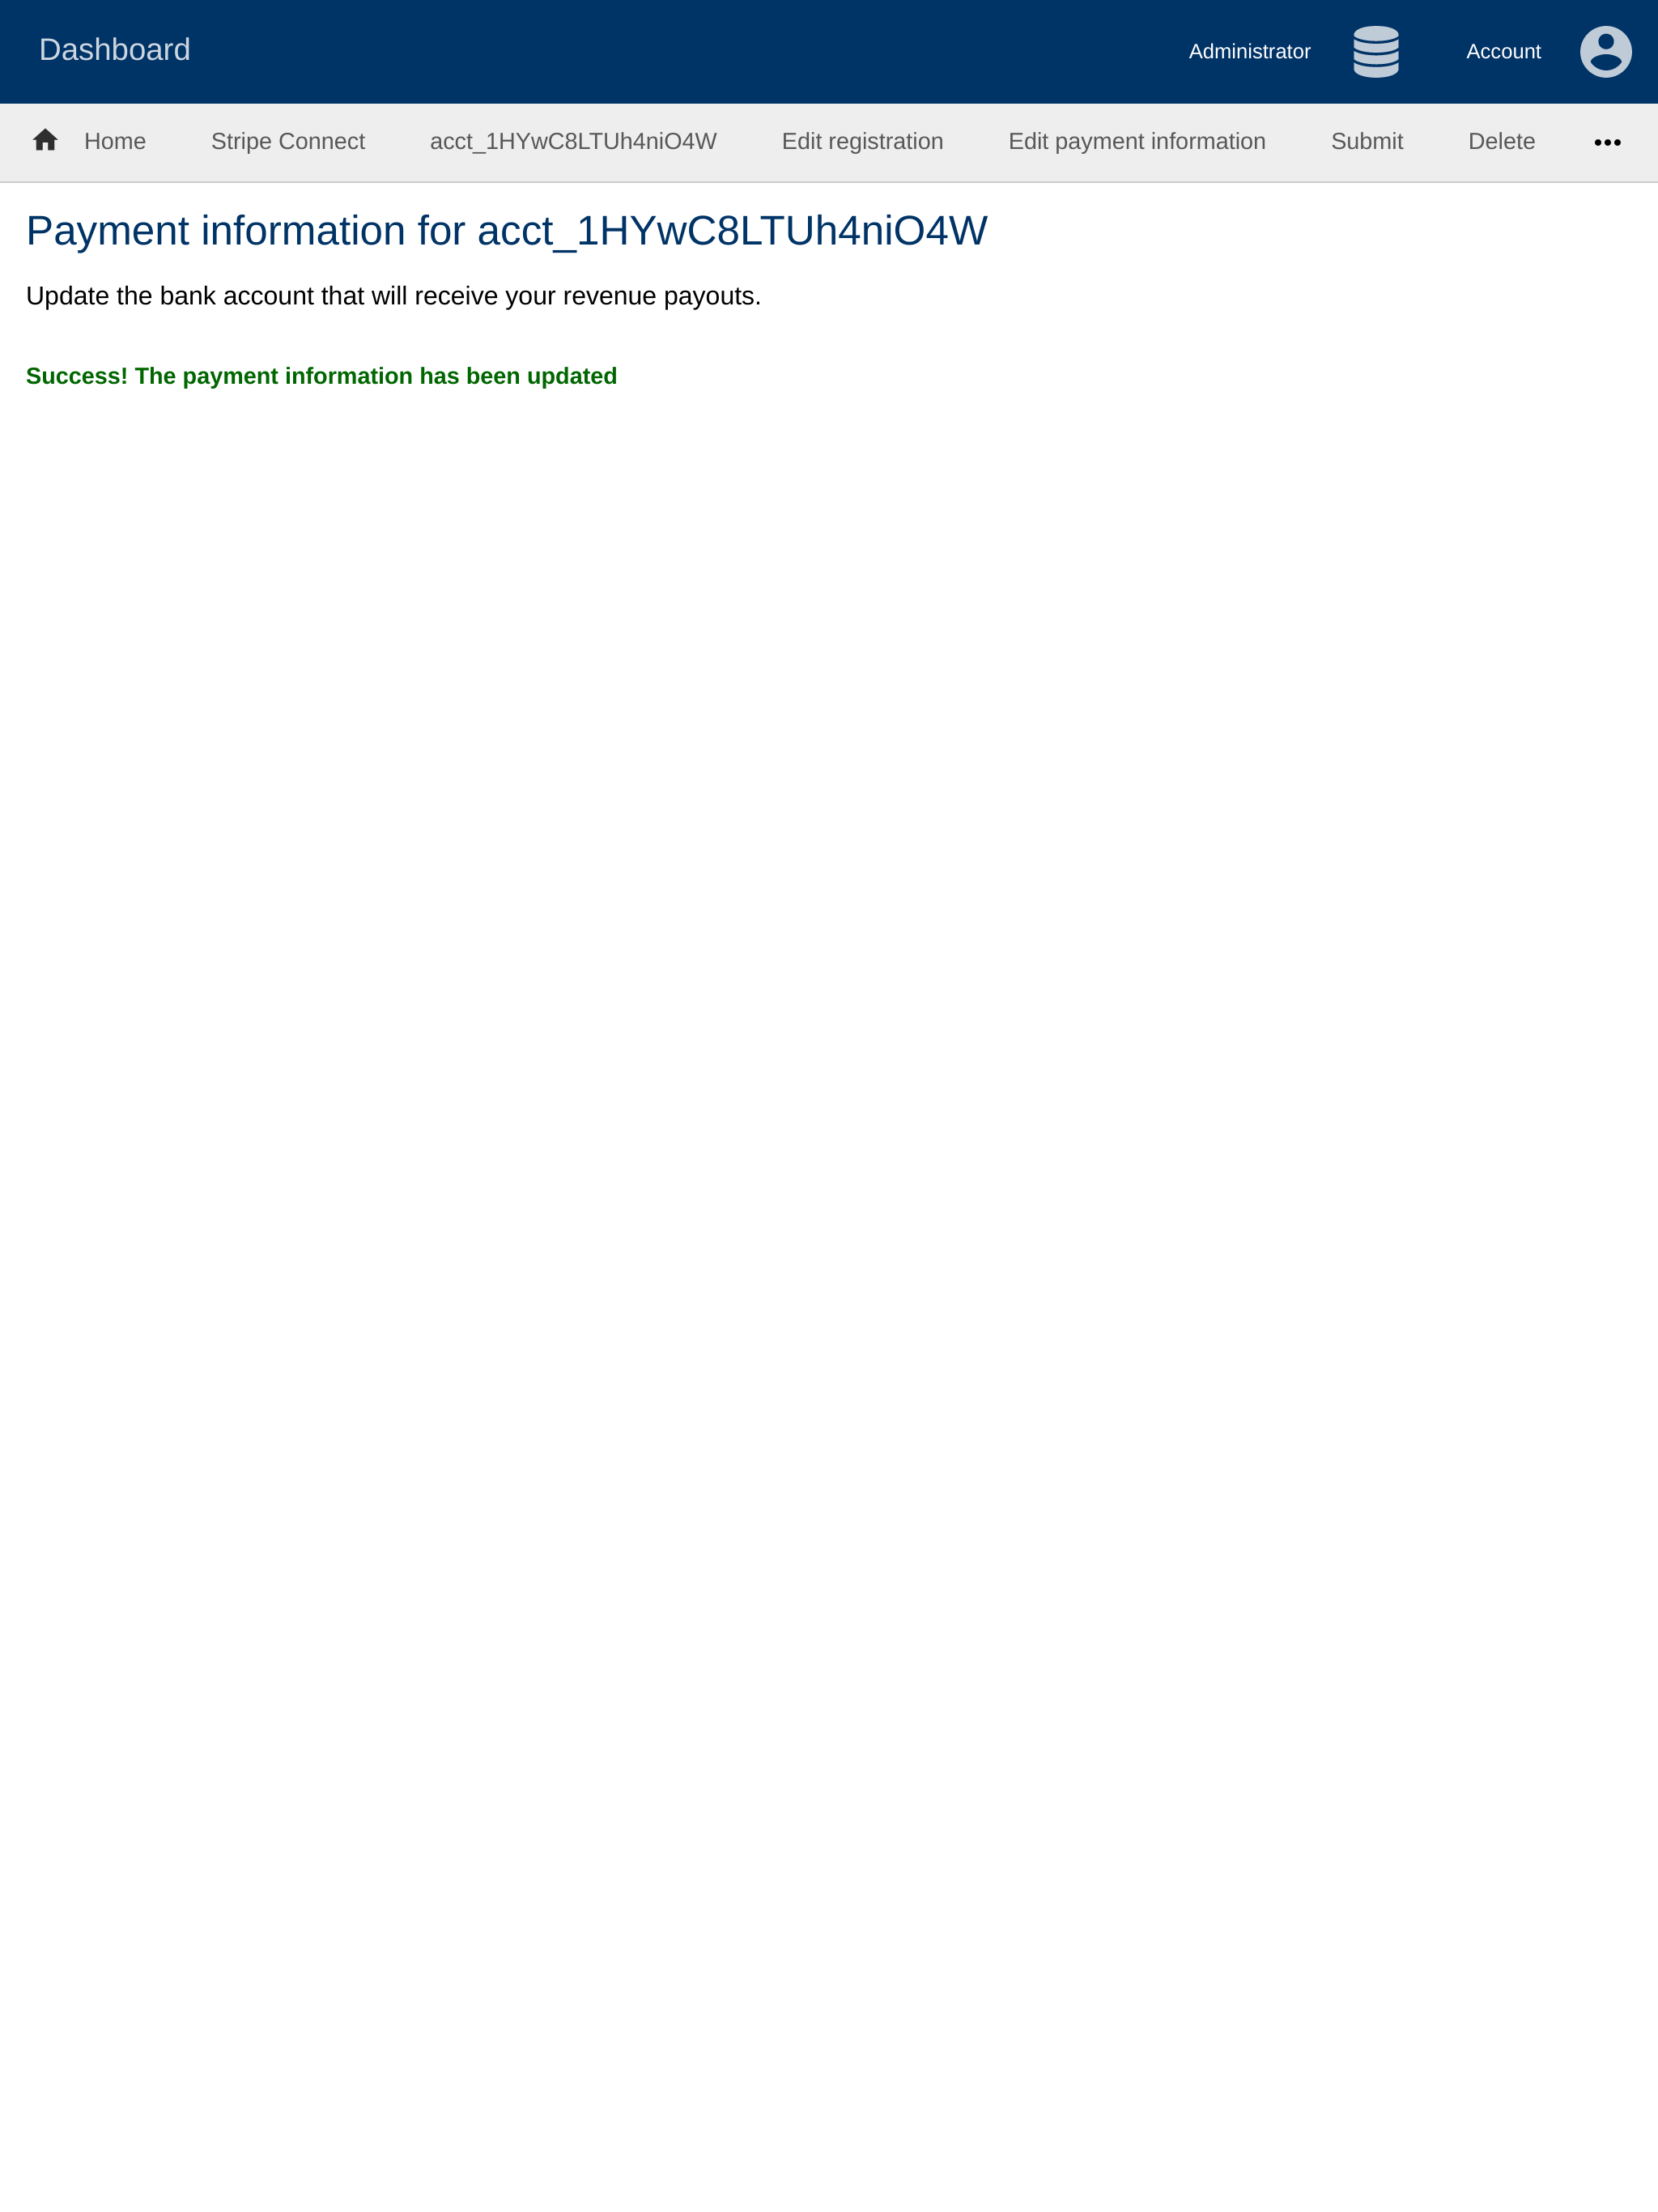 Dashboard
Administrator
Account
Home
Stripe Connect
acct_1HYwC8LTUh4niO4W
Edit registration
Edit payment information
Submit
Delete
Payment information for acct_1HYwC8LTUh4niO4W
Update the bank account that will receive your revenue payouts.
Success! The payment information has been updated